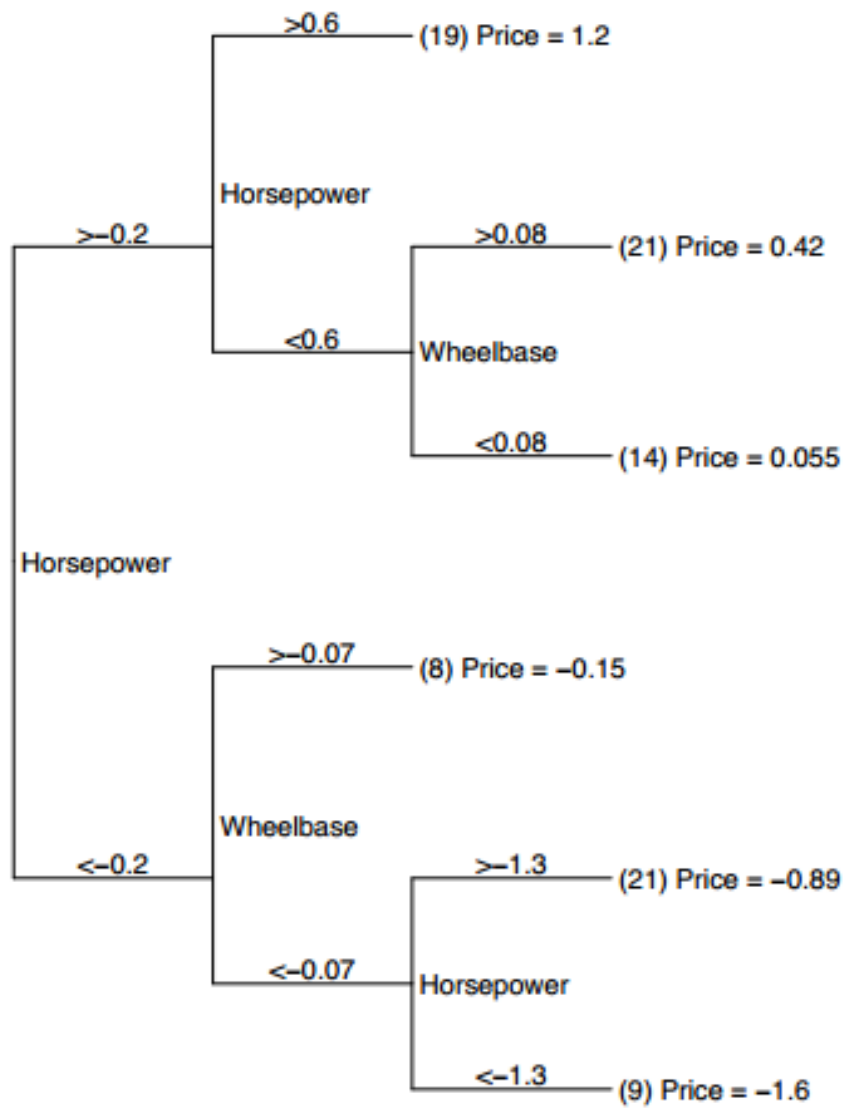 >0.6
(19) Price = 1.2
Horsepower
>−0.2
>0.08
(21) Price = 0.42
<0.6
Wheelbase
<0.08
(14) Price = 0.055
Horsepower
>−0.07
(8) Price = −0.15
Wheelbase
<−0.2
>−1.3
(21) Price = −0.89
<−0.07
Horsepower
<−1.3
(9) Price = −1.6